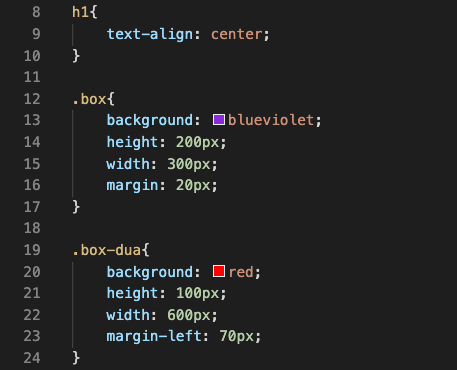 8 h1{
9 text-align: center;
10 }
11
12 .box{
13 background: blueviolet;
14 height: 200px;
15 width: 300px;
16 margin: 20px;
17 }
18
19 .box-dua{
20 background: red;
21 height: 100px;
22 width: 600px;
23 margin-left: 70px;
24 }